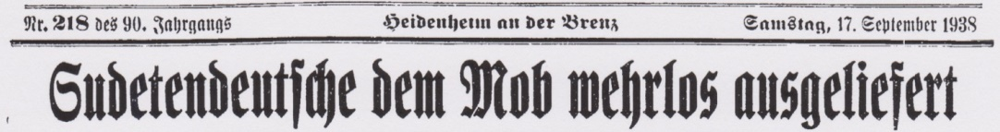 Nr. 218 des 90. Jahrgangs Heidenheim an der Brenz Samstag, 17. September 1938
Sudetendeutsche dem Mob wehrlos ausgeliefert